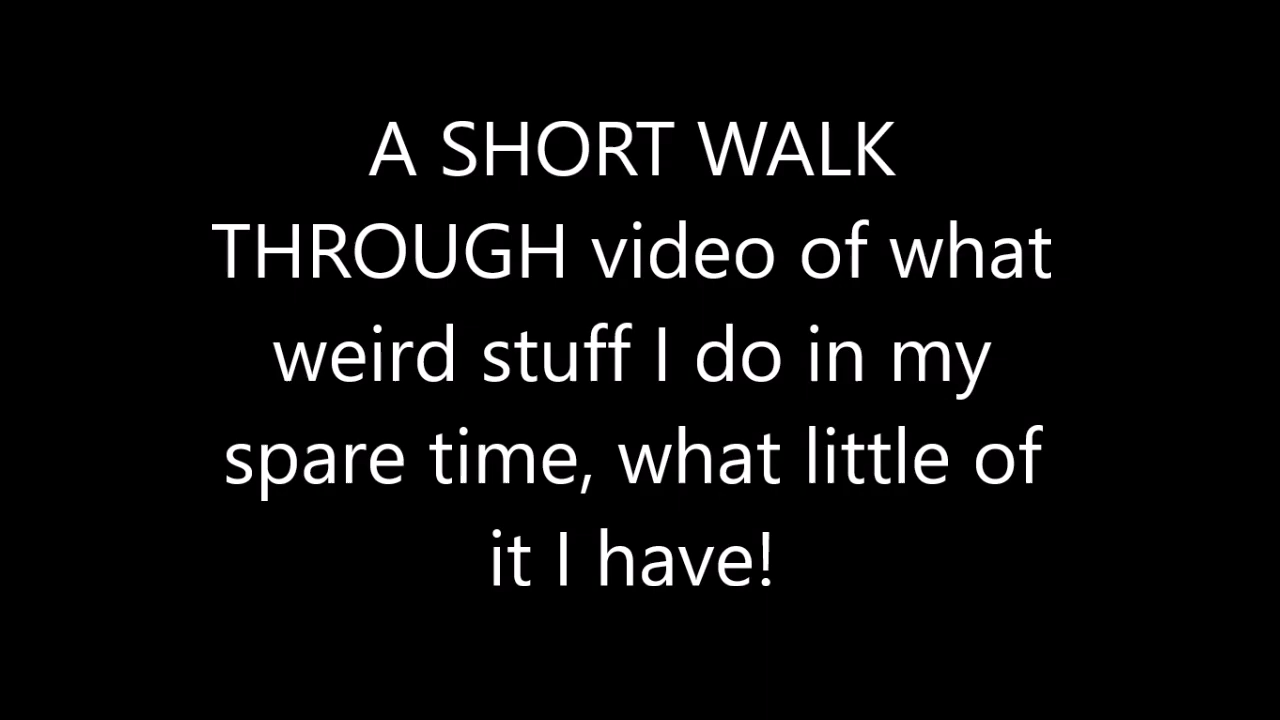 A SHORT WALK
THROUGH video of what
weird stuff I do in my
spare time, what little of
it I have!